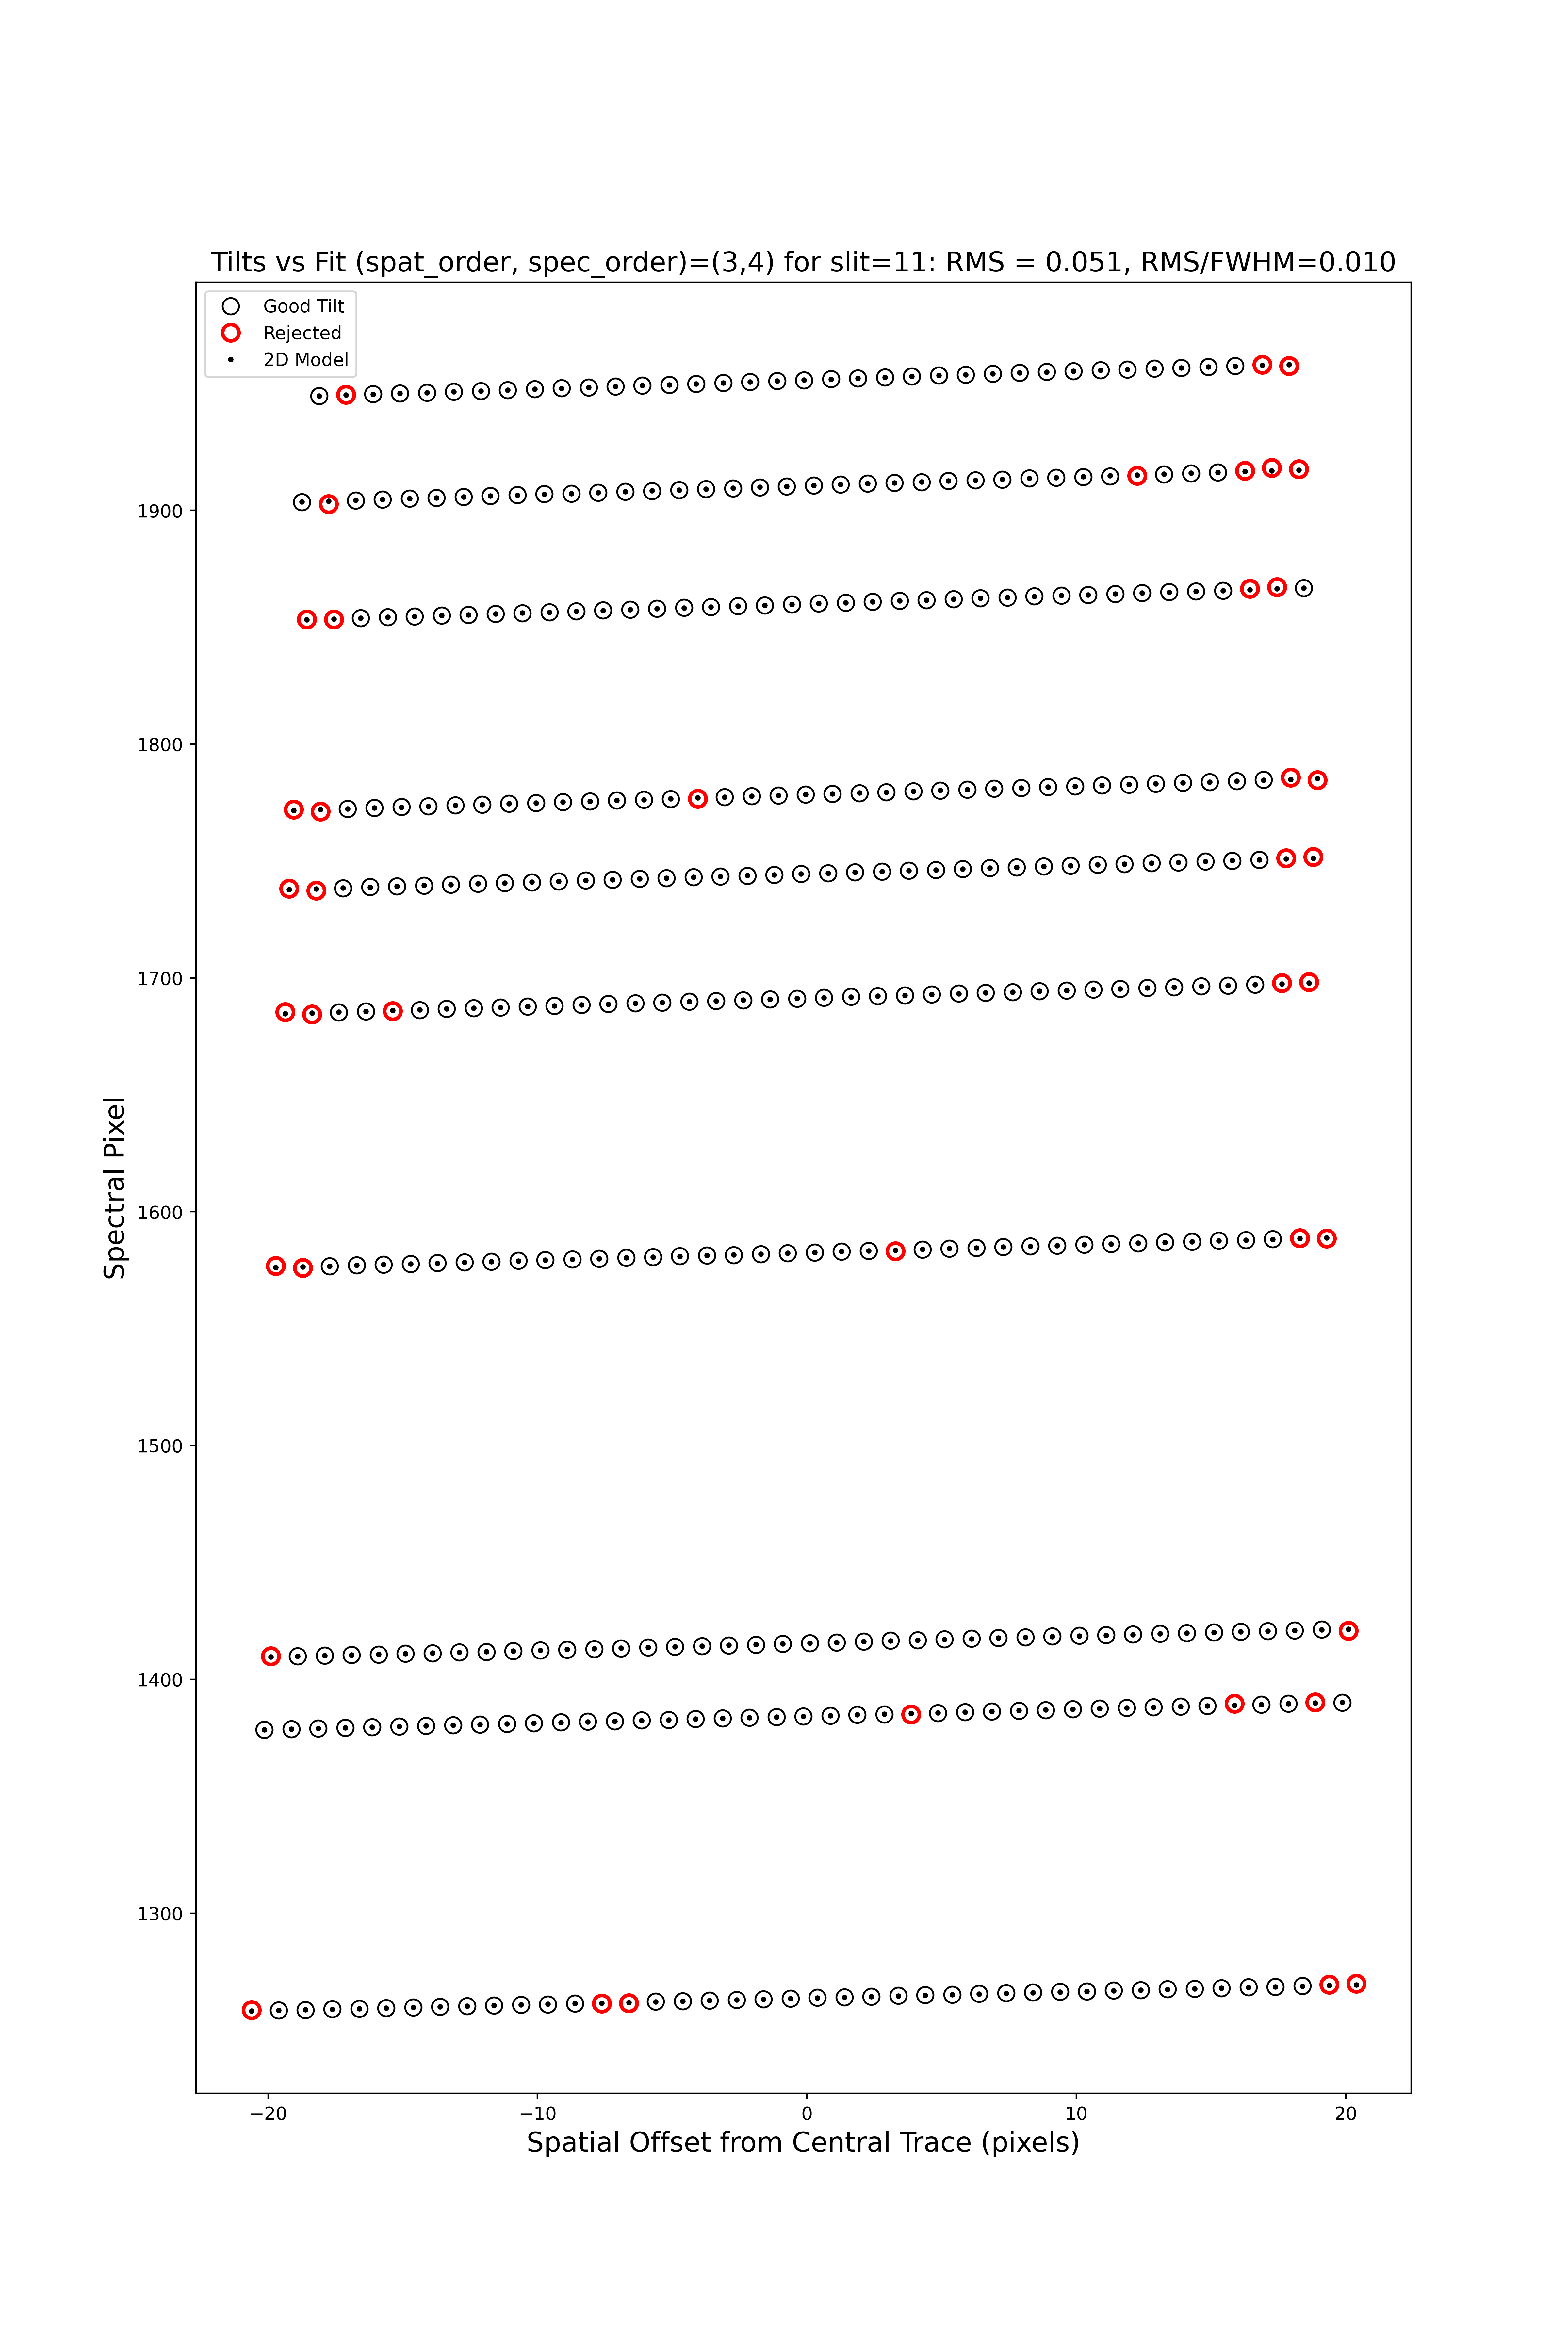 Tilts vs Fit (spat_order, spec_order)=(3,4) for slit=11: RMS = 0.051, RMS/FWHM=0.010
Good Tilt
Rejected
2D Model
1900
1800
1700
1600
1500
1400
1300
Spectral Pixel
−20
−10
0
10
20
Spatial Offset from Central Trace (pixels)